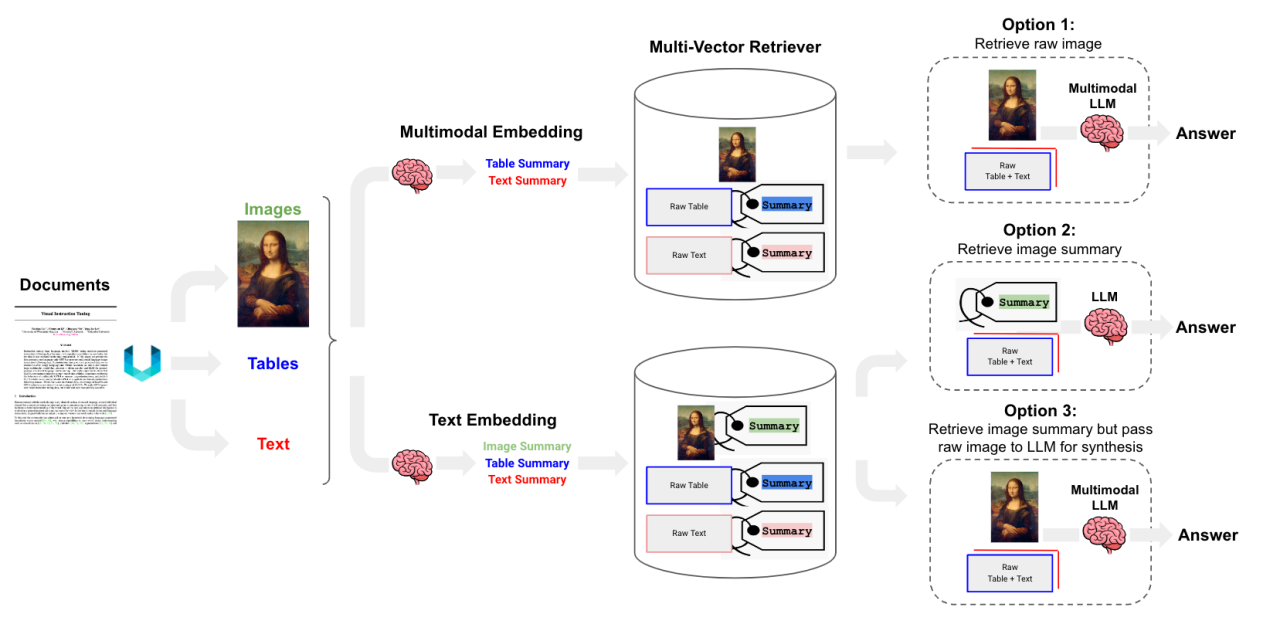 Option 1:
Retrieve raw image
Multi-Vector Retriever
Multimodal
LLM
Answer
Raw
Table + Text
Multimodal Embedding
Table Summary
Text Summary
Raw Table
Summary
Raw Text
Summary
Images
Documents
Visual Instruction Tuning
Tables
Text
Option 2:
Retrieve image summary
Summary
LLM
Answer
Raw
Table + Text
Text Embedding
Image Summary
Table Summary
Text Summary
Summary
Raw Table
Summary
Raw Text
Summary
Option 3:
Retrieve image summary but pass
raw image to LLM for synthesis
Multimodal
LLM
Answer
Raw
Table + Text